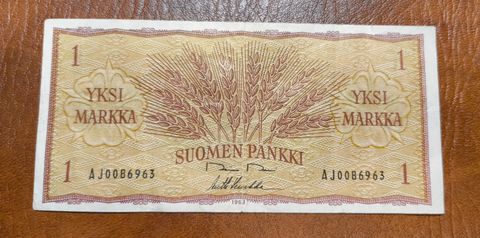 1 1
YKSI MARKKA
YKSI MARKKA
SUOMEN PANKKI
AJ0086963 AJ0086963
1 1
1963